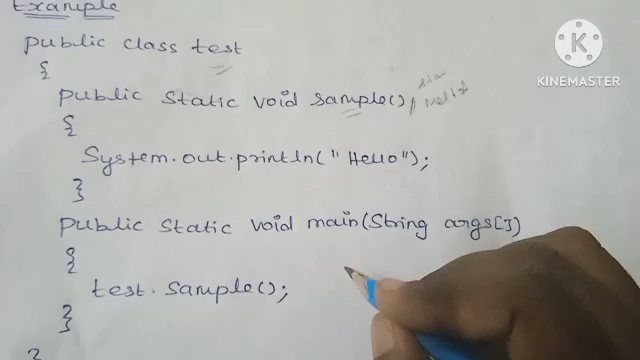 Example
public class test
{
public static void sample() //
{
System.out.println("Hello");
}
public static void main(String args[])
{
test.sample();
}
}
K
KINEMASTER